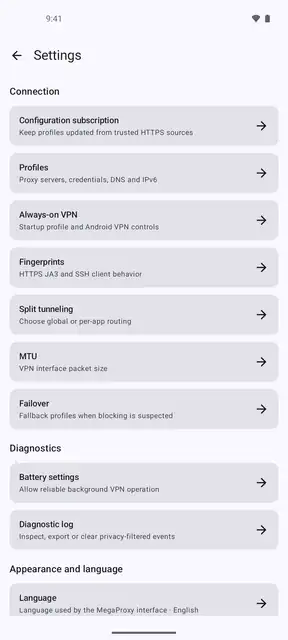 9:41
Settings
Connection
Configuration subscription
Keep profiles updated from trusted HTTPS sources
Profiles
Proxy servers, credentials, DNS and IPv6
Always-on VPN
Startup profile and Android VPN controls
Fingerprints
HTTPS JA3 and SSH client behavior
Split tunneling
Choose global or per-app routing
MTU
VPN interface packet size
Failover
Fallback profiles when blocking is suspected
Diagnostics
Battery settings
Allow reliable background VPN operation
Diagnostic log
Inspect, export or clear privacy-filtered events
Appearance and language
Language
Language used by the MegaProxy interface · English